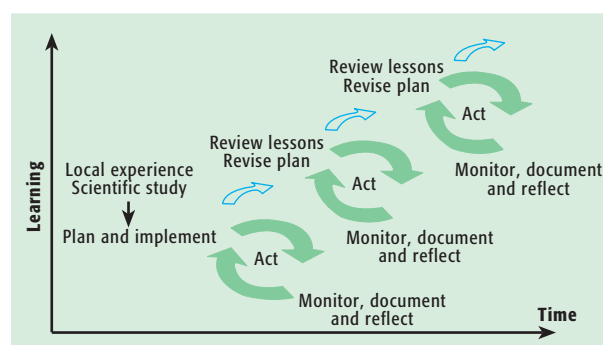 Review lessons
Revise plan
Act
Monitor, document
and reflect
Review lessons
Revise plan
Act
Monitor, document
and reflect
Local experience
Scientific study
Plan and implement
Act
Monitor, document
and reflect
Learning
Time